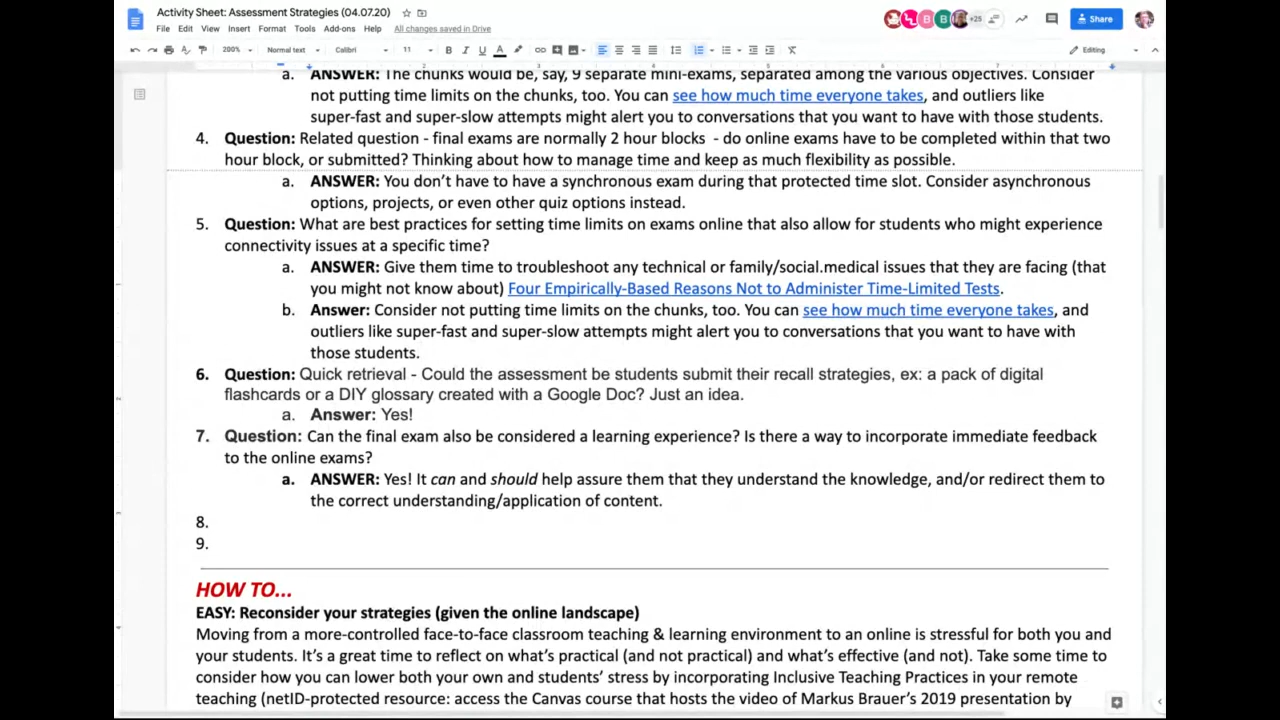 Activity Sheet: Assessment Strategies (04.07.20)
File Edit View Insert Format Tools Add-ons Help All changes saved in Drive
B B +25 Share
200% Normal text Calibri 11 B I U A Editing
a. ANSWER: The chunks would be, say, 9 separate mini-exams, separated among the various objectives. Consider
not putting time limits on the chunks, too. You can see how much time everyone takes, and outliers like
super-fast and super-slow attempts might alert you to conversations that you want to have with those students.
4. Question: Related question - final exams are normally 2 hour blocks - do online exams have to be completed within that two
hour block, or submitted? Thinking about how to manage time and keep as much flexibility as possible.
a. ANSWER: You don’t have to have a synchronous exam during that protected time slot. Consider asynchronous
options, projects, or even other quiz options instead.
5. Question: What are best practices for setting time limits on exams online that also allow for students who might experience
connectivity issues at a specific time?
a. ANSWER: Give them time to troubleshoot any technical or family/social.medical issues that they are facing (that
you might not know about) Four Empirically-Based Reasons Not to Administer Time-Limited Tests.
b. Answer: Consider not putting time limits on the chunks, too. You can see how much time everyone takes, and
outliers like super-fast and super-slow attempts might alert you to conversations that you want to have with
those students.
6. Question: Quick retrieval - Could the assessment be students submit their recall strategies, ex: a pack of digital
flashcards or a DIY glossary created with a Google Doc? Just an idea.
a. Answer: Yes!
7. Question: Can the final exam also be considered a learning experience? Is there a way to incorporate immediate feedback
to the online exams?
a. ANSWER: Yes! It can and should help assure them that they understand the knowledge, and/or redirect them to
the correct understanding/application of content.
8.
9.
HOW TO...
EASY: Reconsider your strategies (given the online landscape)
Moving from a more-controlled face-to-face classroom teaching & learning environment to an online is stressful for both you and
your students. It’s a great time to reflect on what’s practical (and not practical) and what’s effective (and not). Take some time to
consider how you can lower both your own and students’ stress by incorporating Inclusive Teaching Practices in your remote
teaching (netID-protected resource: access the Canvas course that hosts the video of Markus Brauer’s 2019 presentation by